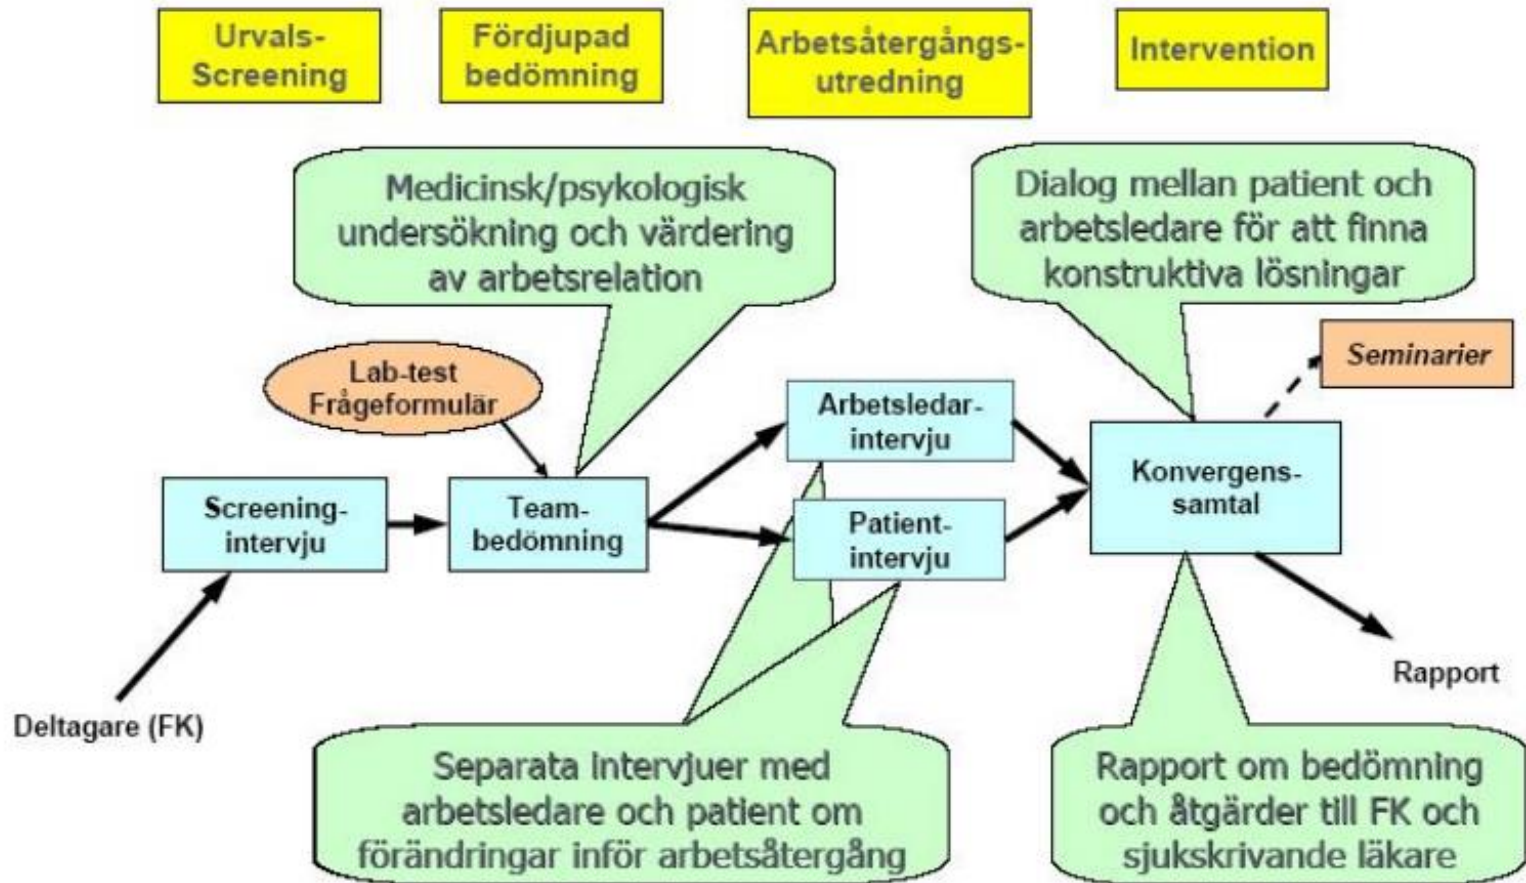 Urvals-
Screening
Fördjupad
bedömning
Arbetsåtergångs-
utredning
Intervention
Medicinsk/psykologisk
undersökning och värdering
av arbetsrelation
Dialog mellan patient och
arbetsledare för att finna
konstruktiva lösningar
Lab-test
Frågeformulär
Seminarier
Screening-
intervju
Team-
bedömning
Arbetsledar-
intervju
Patient-
intervju
Konvergens-
samtal
Deltagare (FK)
Rapport
Separata intervjuer med
arbetsledare och patient om
förändringar inför arbetsåtergång
Rapport om bedömning
och åtgärder till FK och
sjukskrivande läkare